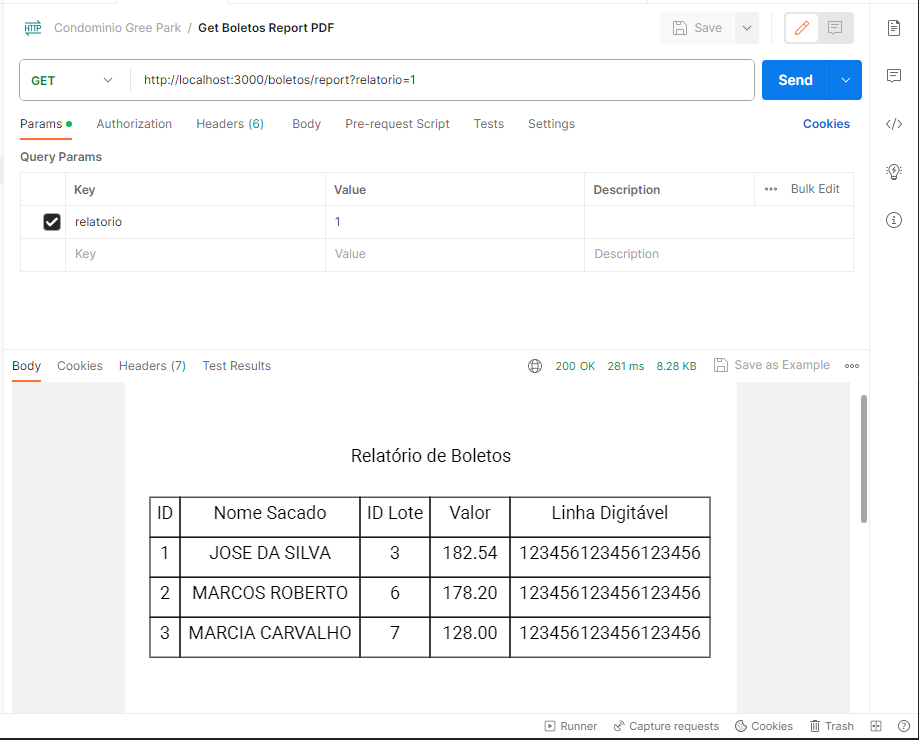 HTTP Condominio Gree Park / Get Boletos Report PDF Save
GET http://localhost:3000/boletos/report?relatorio=1 Send
Params Authorization Headers (6) Body Pre-request Script Tests Settings Cookies
Query Params
Key Value Description Bulk Edit
relatorio 1
Key Value Description
Body Cookies Headers (7) Test Results 200 OK 281 ms 8.28 KB Save as Example
Relatório de Boletos
ID Nome Sacado ID Lote Valor Linha Digitável
1 JOSE DA SILVA 3 182.54 123456123456123456
2 MARCOS ROBERTO 6 178.20 123456123456123456
3 MARCIA CARVALHO 7 128.00 123456123456123456
Runner Capture requests Cookies Trash